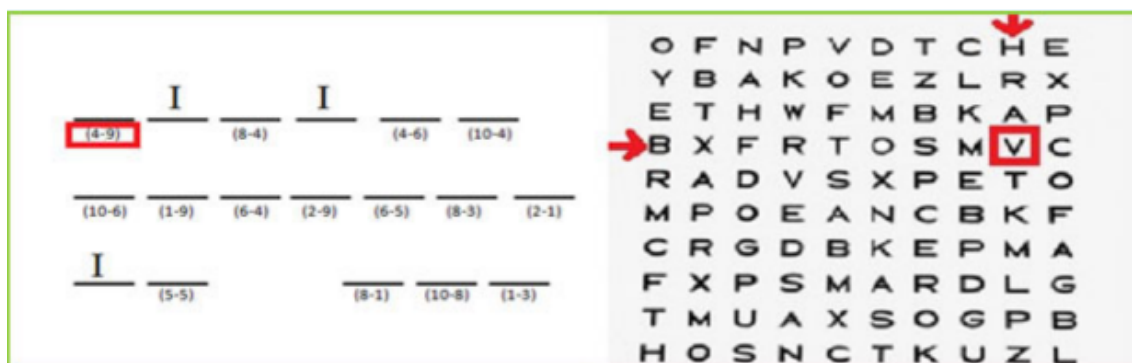 I I
(4-9) (8-4) (4-6) (10-4)
(10-6) (1-9) (6-4) (2-9) (6-5) (8-3) (2-1)
I
(5-5) (8-1) (10-8) (1-3)
O F N P V D T C H E
Y B A K O E Z L R X
E T H W F M B K A P
B X F R T O S M V C
R A D V S X P E T O
M P O E A N C B K F
C R G D B K E P M A
F X P S M A R D L G
T M U A X S O G P B
H O S N C T K U Z L